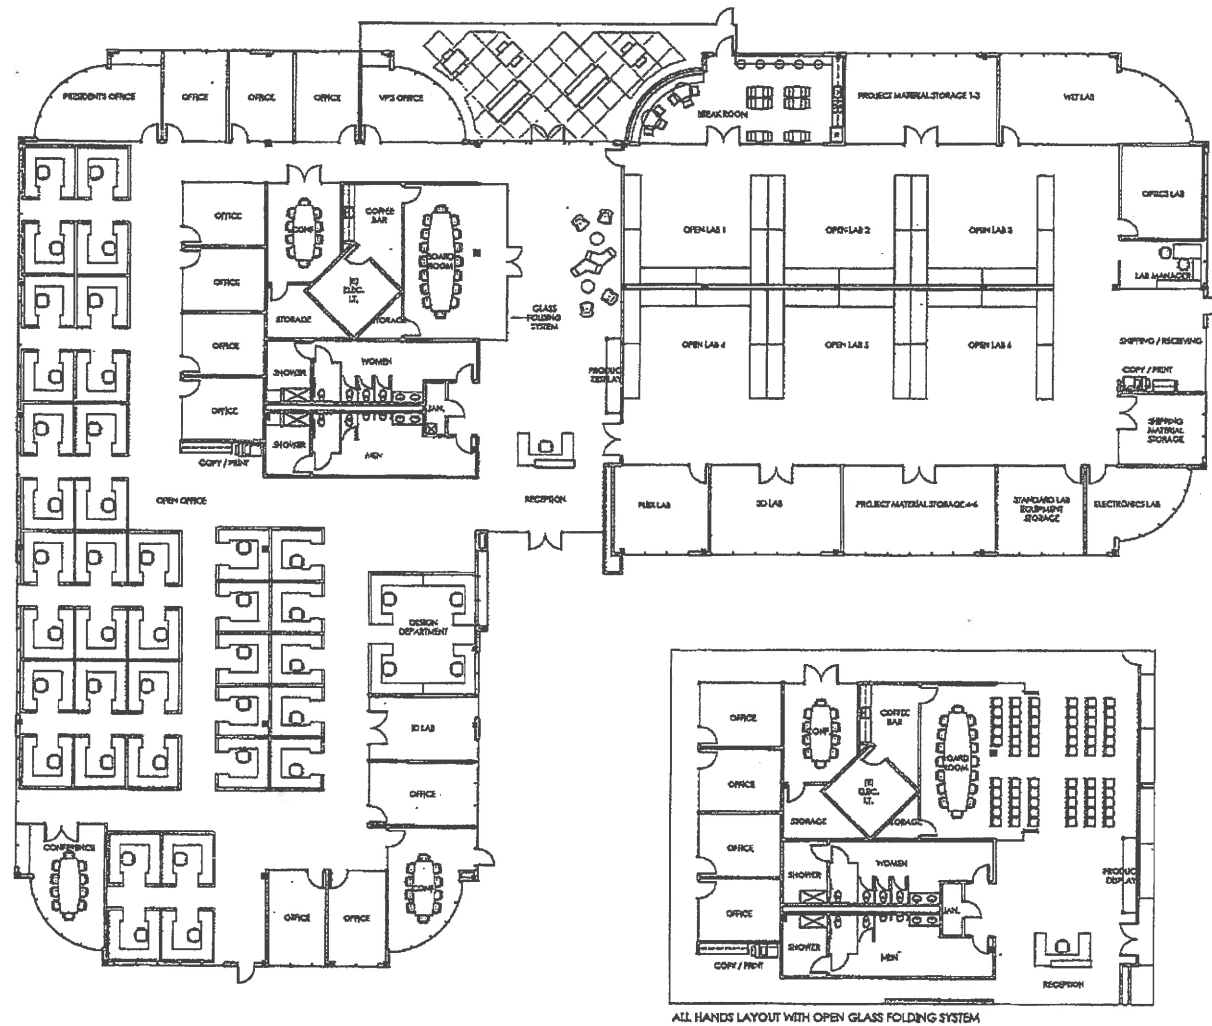 PRESIDENT'S OFFICE
OFFICE
OFFICE
OFFICE
VP'S OFFICE
BREAK ROOM
PROJECT MATERIAL STORAGE 1-3
WET LAB
OFFICE
CONF.
COFFEE
BAR
BOARD
ROOM
OPEN LAB 1
OPEN LAB 2
OPEN LAB 3
OPTICS LAB
OFFICE
ELEC.
I.T.
LAB MANAGER
STORAGE
STORAGE
GLASS
FOLDING
SYSTEM
OFFICE
OPEN LAB 4
OPEN LAB 5
OPEN LAB 6
SHIPPING / RECEIVING
WOMEN
SHOWER
PRODUC
DISPLAY
COPY / PRINT
OFFICE
JAN.
SHOWER
MEN
SHIPPING
MATERIAL
STORAGE
COPY / PRINT
OPEN OFFICE
RECEPTION
FLEX LAB
3D LAB
PROJECT MATERIAL STORAGE 4-6
STANDARD LAB
EQUIPMENT
STORAGE
ELECTRONICS LAB
DESIGN
DEPARTMENT
OFFICE
CONFERENCE
CONF.
OFFICE
OFFICE
OFFICE
CONF.
COFFEE
BAR
OARD
ROOM
OFFICE
ELEC.
I.T.
STORAGE
STORAGE
OFFICE
WOMEN
SHOWER
PRODUC
DISPLAY
OFFICE
JAN.
SHOWER
MEN
COPY / PRINT
RECEPTION
ALL HANDS LAYOUT WITH OPEN GLASS FOLDING SYSTEM